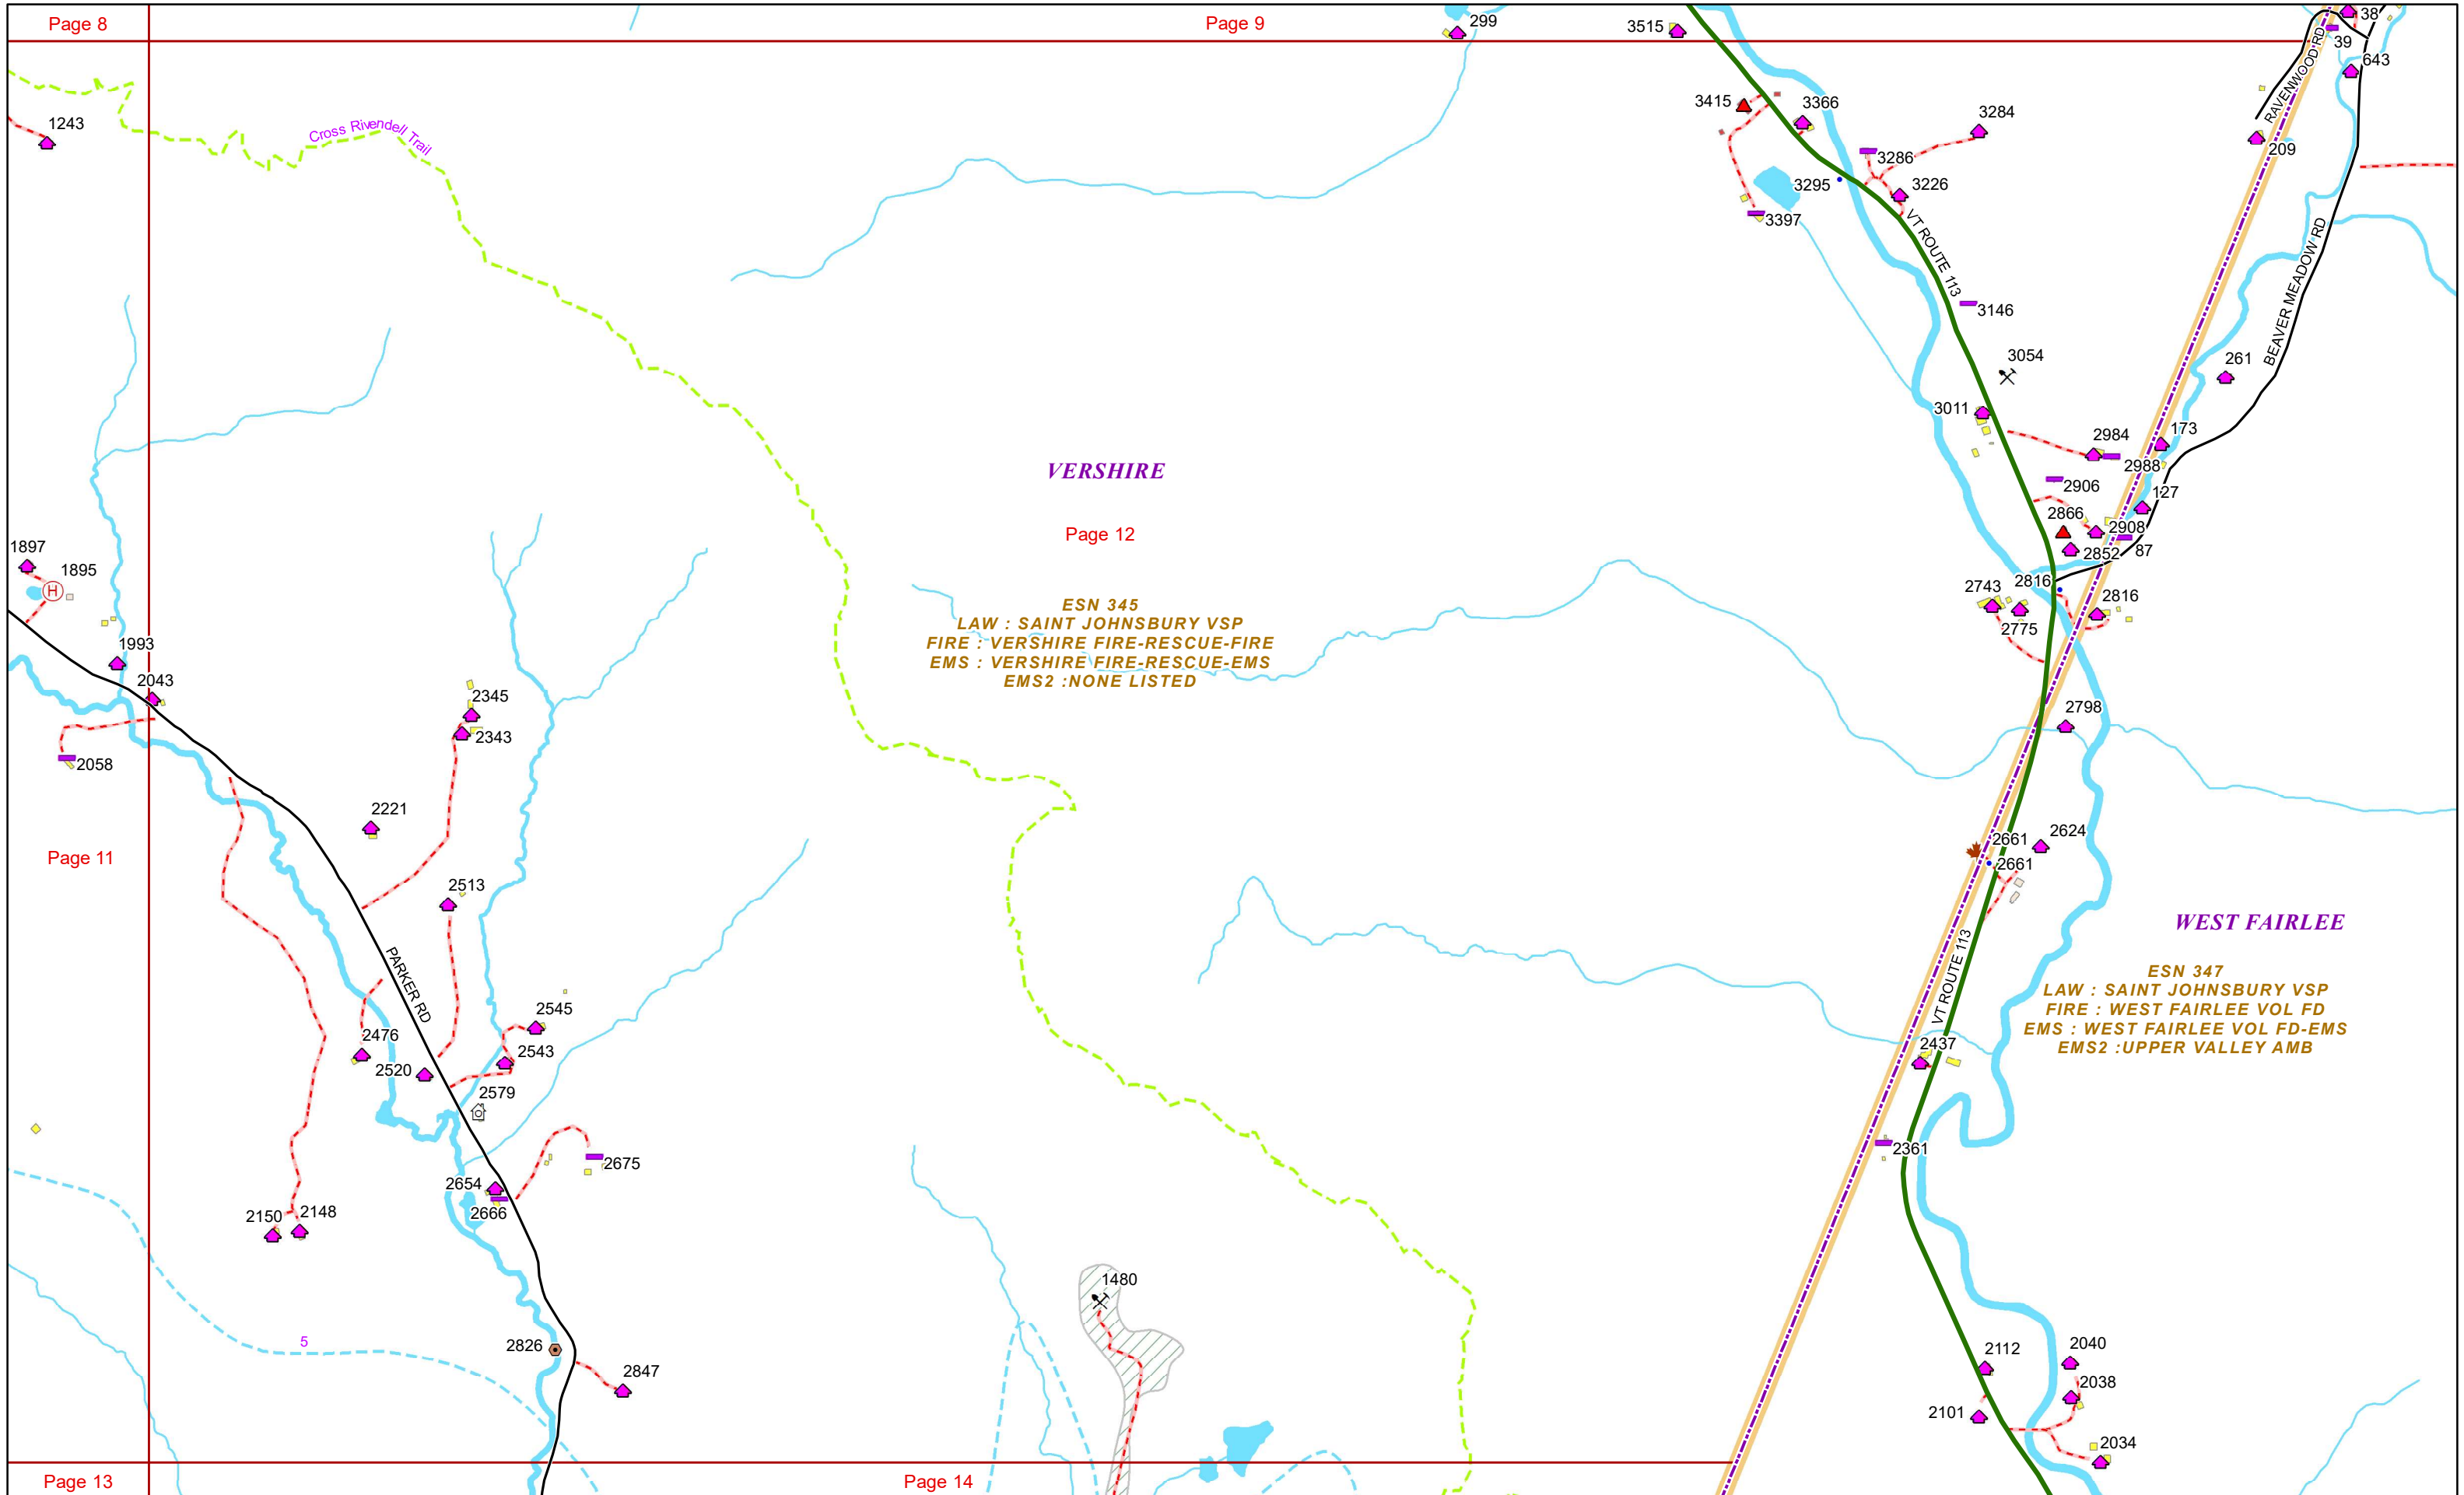 Page 8
Page 9
299
3515
38
39
643
RAVENWOOD RD
209
1243
Cross Rivendell Trail
3415
3366
3284
3286
3295
3226
3397
VT ROUTE 113
3146
BEAVER MEADOW RD
3054
261
3011
2984
173
2988
2906
127
2866
2908
2852
87
VERSHIRE
Page 12
ESN 345
LAW : SAINT JOHNSBURY VSP
FIRE : VERSHIRE FIRE-RESCUE-FIRE
EMS : VERSHIRE FIRE-RESCUE-EMS
EMS2 :NONE LISTED
1897
1895
2743
2816
2816
2775
1993
2043
2345
2343
2058
2798
2221
Page 11
2661
2624
2661
2513
WEST FAIRLEE
ESN 347
LAW : SAINT JOHNSBURY VSP
FIRE : WEST FAIRLEE VOL FD
EMS : WEST FAIRLEE VOL FD-EMS
EMS2 :UPPER VALLEY AMB
PARKER RD
VT ROUTE 113
2545
2476
2543
2520
2437
2579
2361
2675
2654
2666
2150
2148
1480
5
2826
2847
2112
2040
2038
2101
2034
Page 13
Page 14